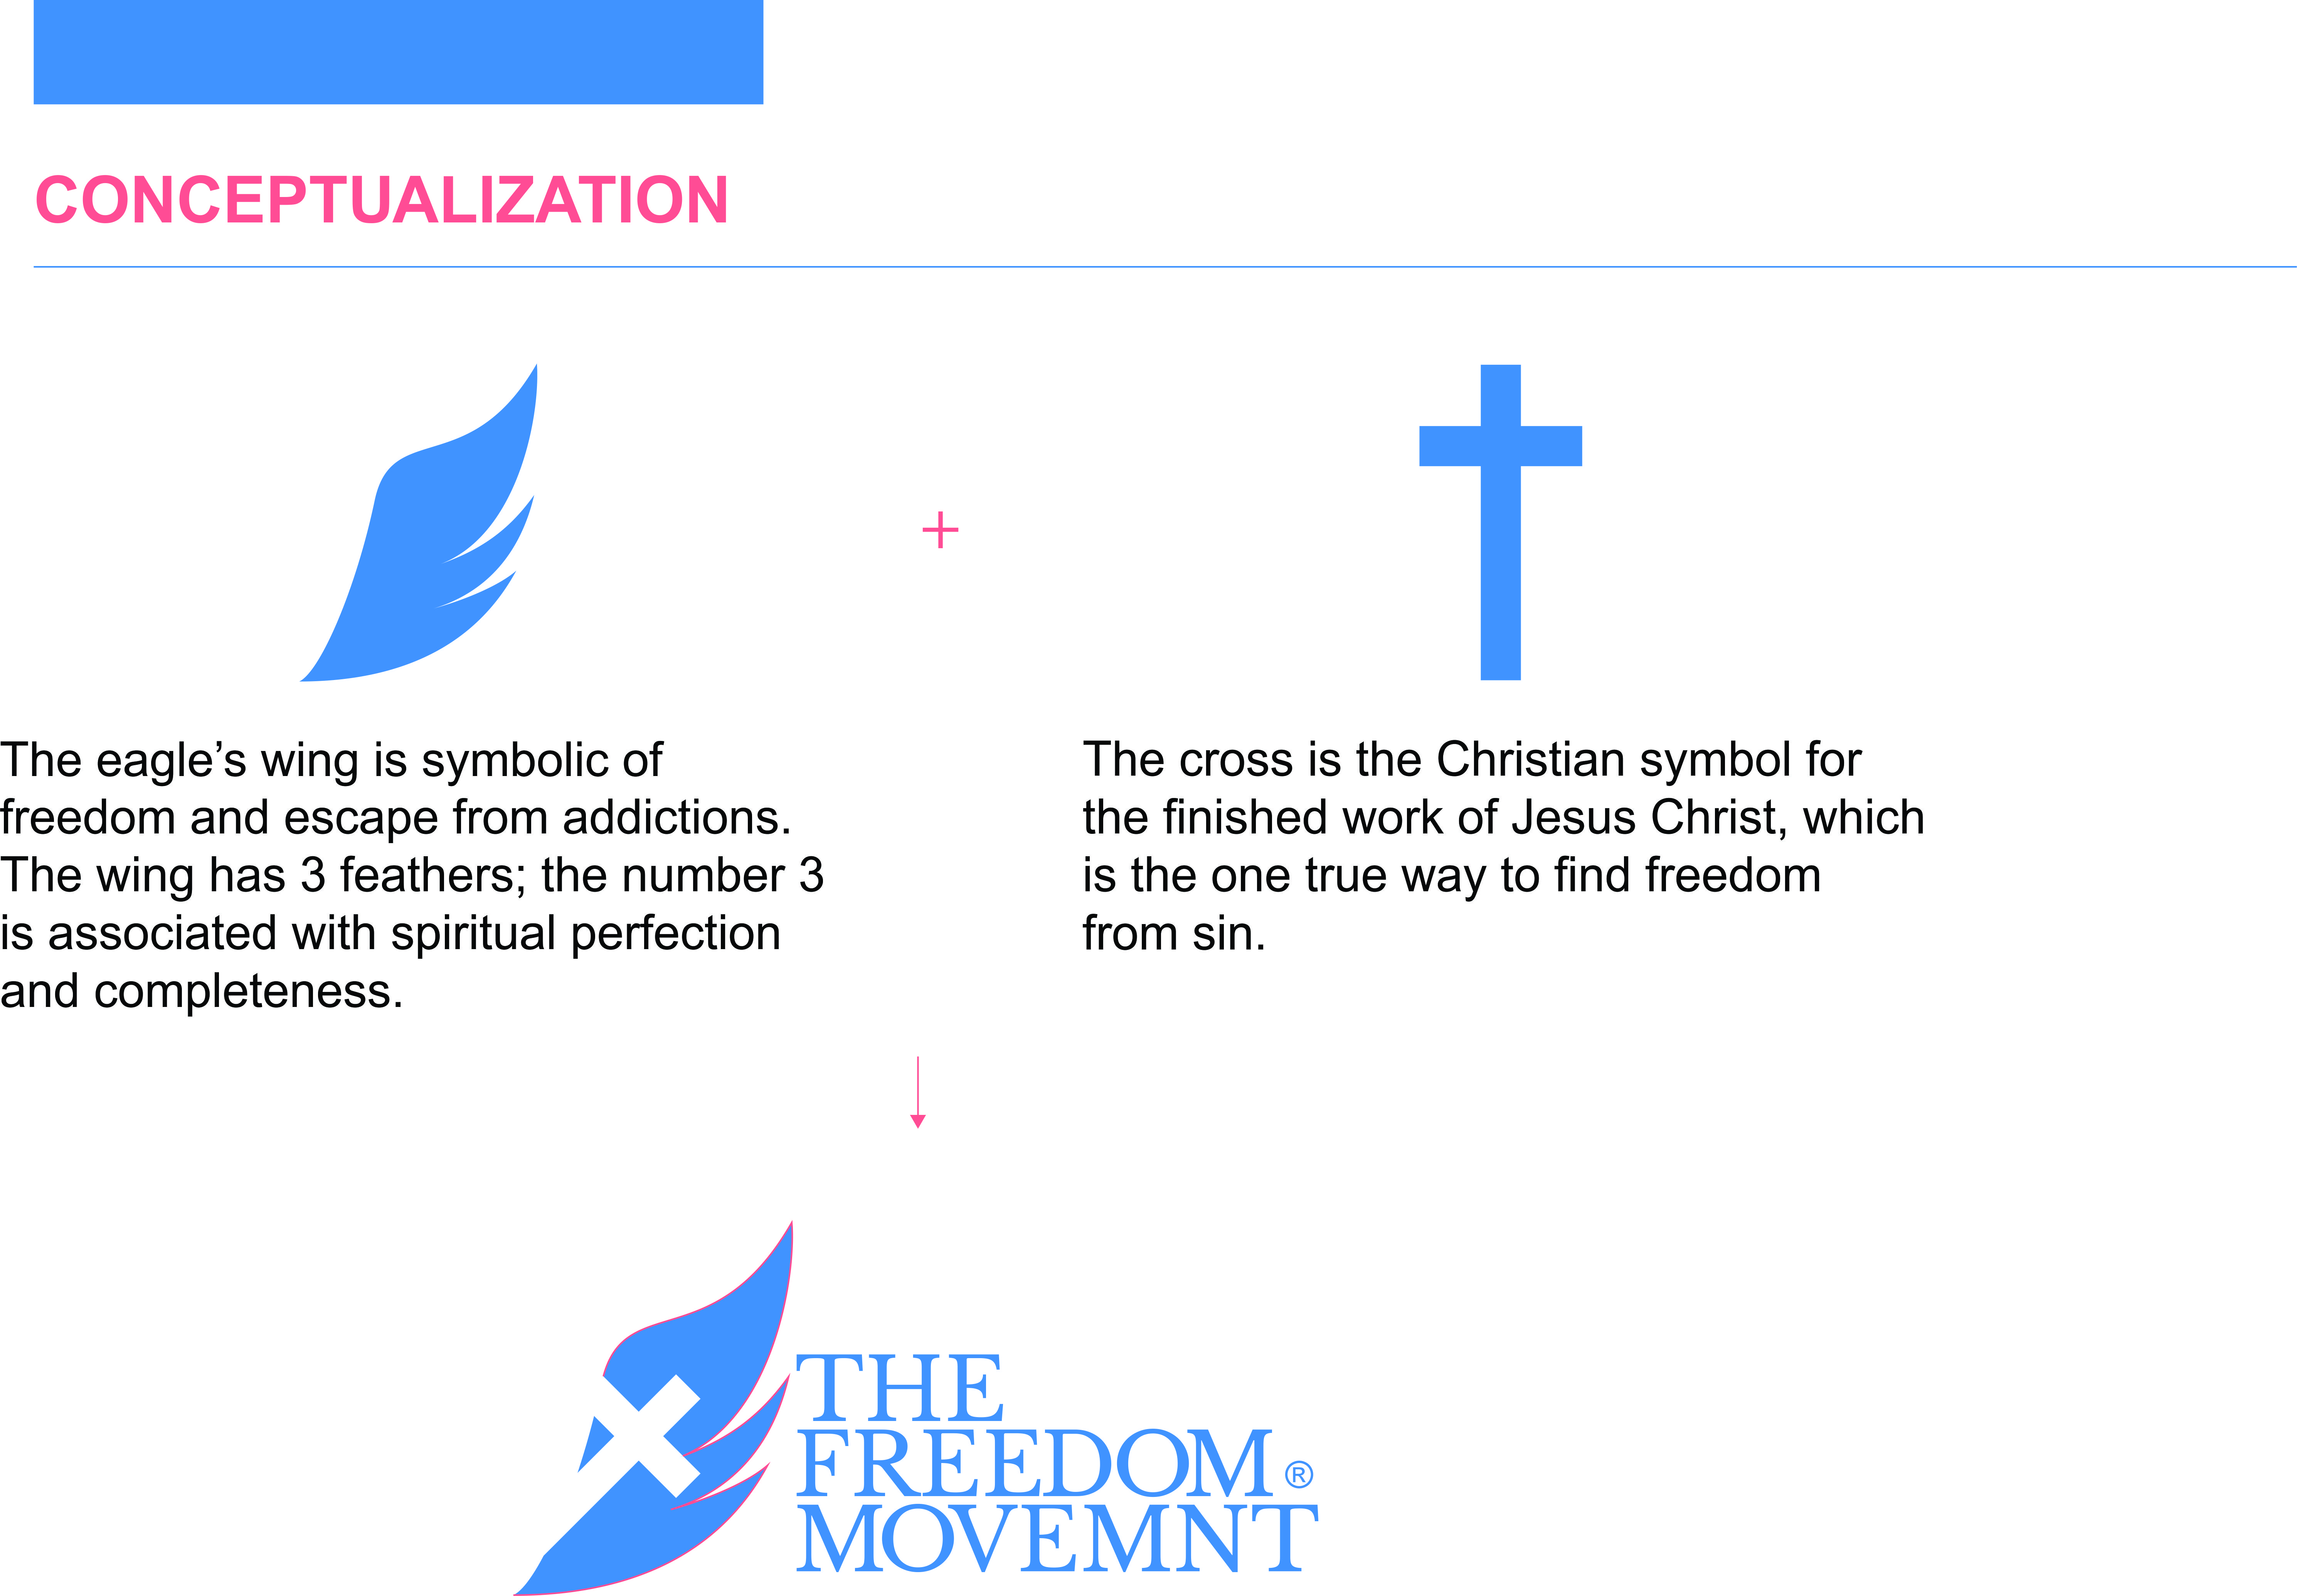 CONCEPTUALIZATION
+
The eagle’s wing is symbolic of
freedom and escape from addictions.
The wing has 3 feathers; the number 3
is associated with spiritual perfection
and completeness.
The cross is the Christian symbol for
the finished work of Jesus Christ, which
is the one true way to find freedom
from sin.
THE
FREEDOM ®
MOVEMNT